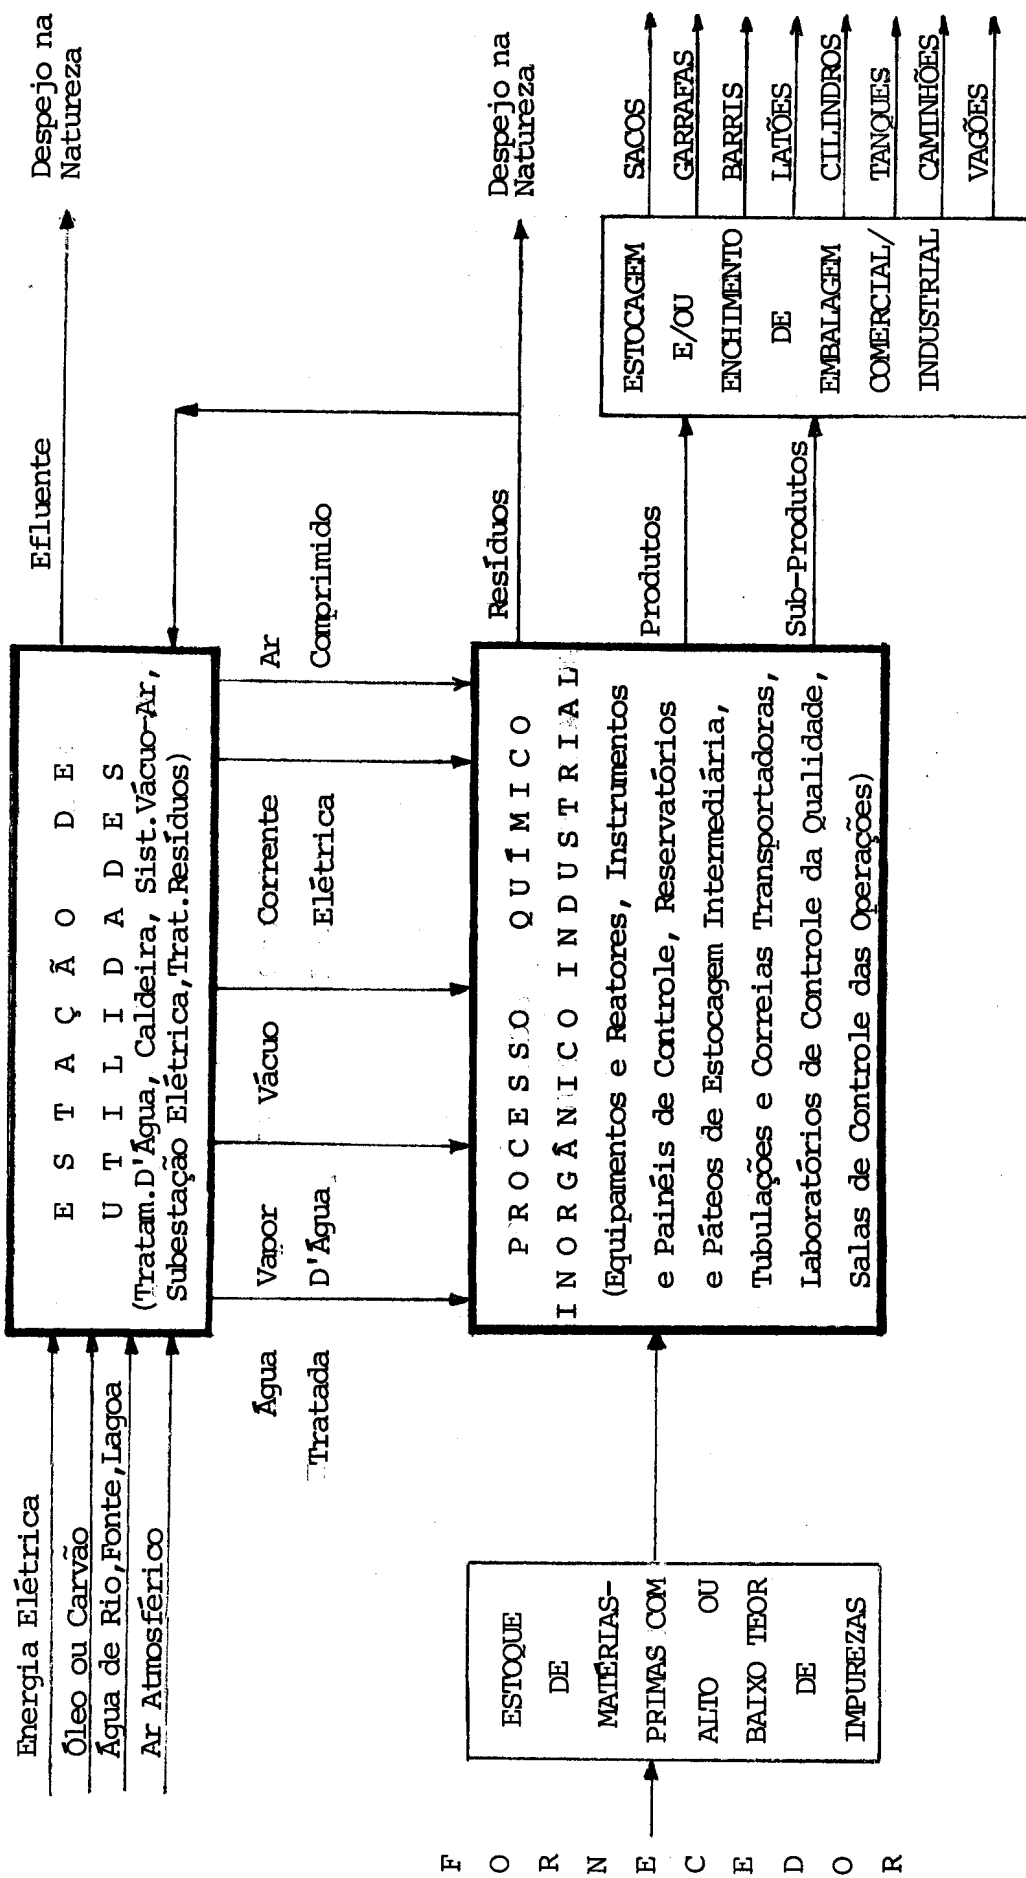 Energia Elétrica
Óleo ou Carvão
Água de Rio,Fonte,Lagoa
Ar Atmosférico
E S T A Ç Ã O D E
U T I L I D A D E S
(Tratam.D'Água, Caldeira, Sist.Vácuo-Ar,
Subestação Elétrica,Trat.Resíduos)
Efluente
Despejo na
Natureza
Água
Tratada
Vapor
D'Água
Vácuo
Corrente
Elétrica
Ar
Comprimido
F O R N E C E D O R
ESTOQUE
DE
MATÉRIAS-
PRIMAS COM
ALTO OU
BAIXO TEOR
DE
IMPUREZAS
P R O C E S S O Q U Í M I C O
I N O R G Â N I C O I N D U S T R I A L
(Equipamentos e Reatores, Instrumentos
e Painéis de Controle, Reservatórios
e Páteos de Estocagem Intermediária,
Tubulações e Correias Transportadoras,
Laboratórios de Controle da Qualidade,
Salas de Controle das Operações)
Resíduos
Despejo na
Natureza
Produtos
Sub-Produtos
ESTOCAGEM
E/OU
ENCHIMENTO
DE
EMBALAGEM
COMERCIAL/
INDUSTRIAL
SACOS
GARRAFAS
BARRIS
LATÕES
CILINDROS
TANQUES
CAMINHÕES
VAGÕES